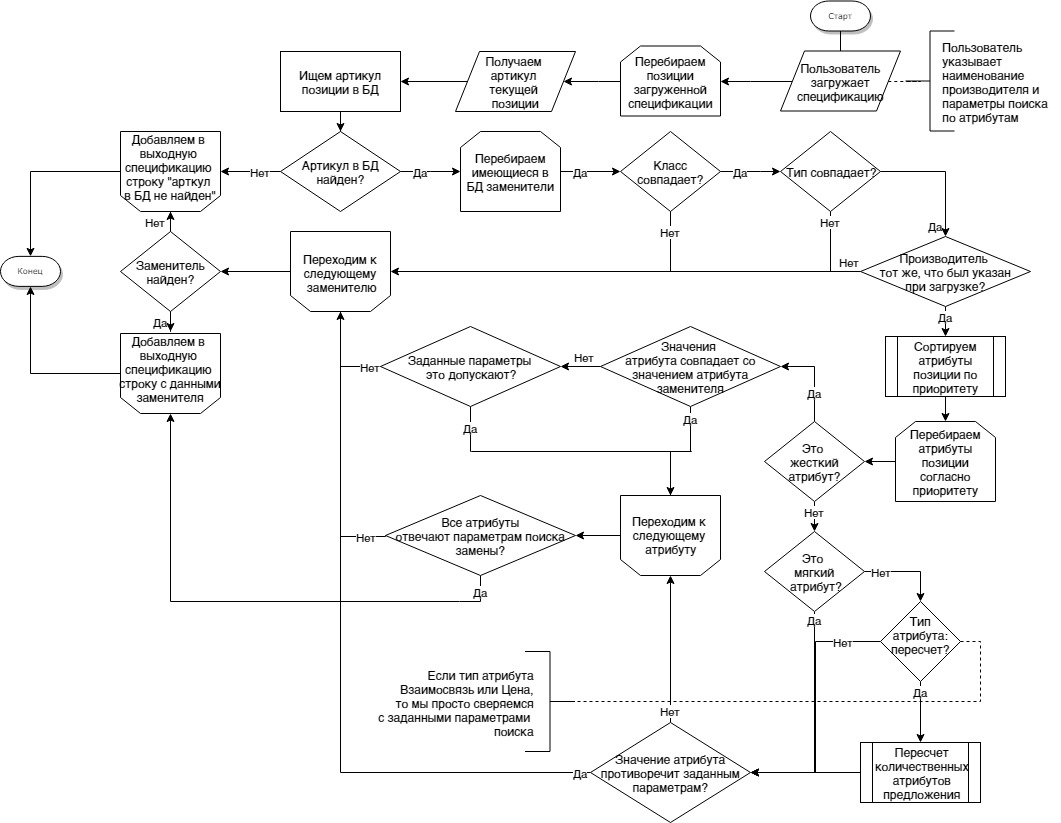 Старт
Пользователь
загружает
спецификацию
Пользователь
указывает
наименование
производителя и
параметры поиска
по атрибутам
Перебираем
позиции
загруженной
спецификации
Получаем
артикул
текущей
позиции
Ищем артикул
позиции в БД
Артикул в БД
найден?
Нет
Да
Добавляем в
выходную
спецификацию
строку "арткул
в БД не найден"
Перебираем
имеющиеся в
БД заменители
Да
Класс
совпадает?
Да
Нет
Тип совпадает?
Нет
Да
Производитель
тот же, что был указан
при загрузке?
Нет
Да
Переходим к
следующему
заменителю
Заменитель
найден?
Нет
Да
Конец
Добавляем в
выходную
спецификацию
строку с данными
заменителя
Сортируем
атрибуты
позиции по
приоритету
Перебираем
атрибуты
позиции
согласно
приоритету
Это
жесткий
атрибут?
Да
Нет
Значения
атрибута совпадает со
значением атрибута
заменителя
Нет
Да
Заданные параметры
это допускают?
Нет
Да
Переходим к
следующему
атрибуту
Все атрибуты
отвечают параметрам поиска
замены?
Нет
Да
Это
мягкий
атрибут?
Нет
Да
Тип
атрибута:
пересчет?
Нет
Да
Если тип атрибута
Взаимосвязь или Цена,
то мы просто сверяемся
с заданными параметрами
поиска
Пересчет
количественных
атрибутов
предложения
Значение атрибута
противоречит заданным
параметрам?
Нет
Да